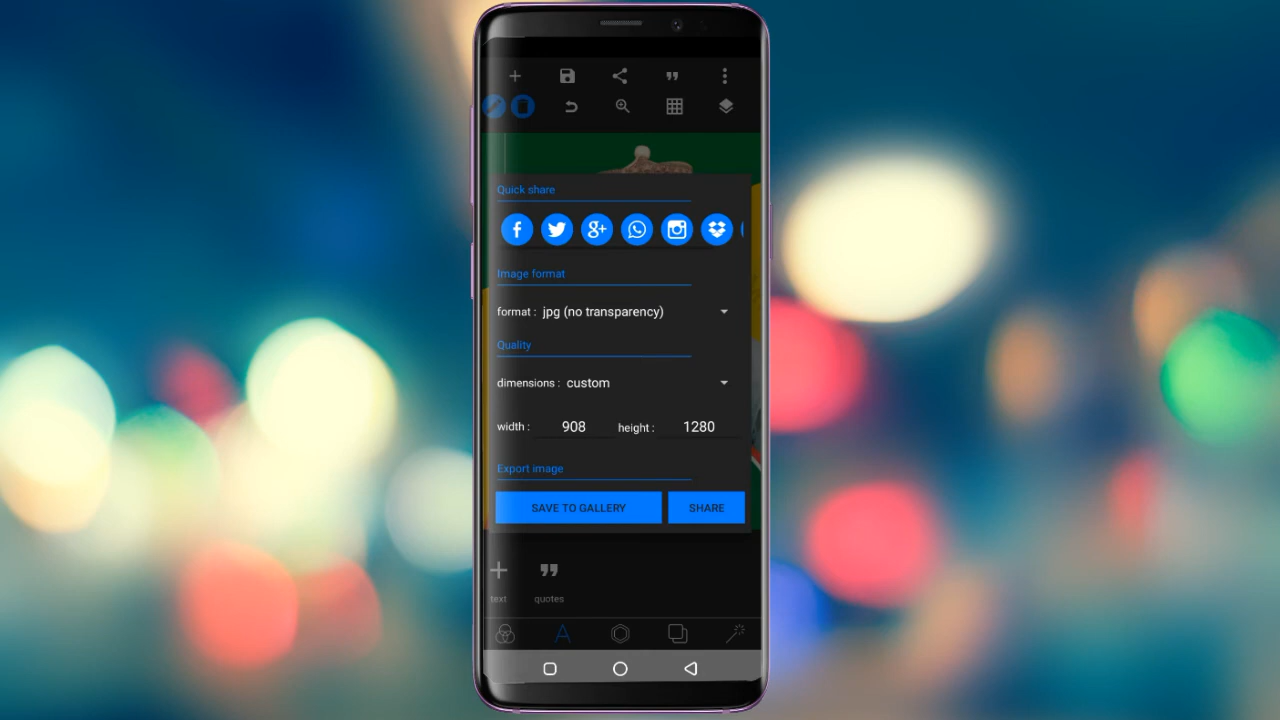 Quick share
Image format
format : jpg (no transparency)
Quality
dimensions : custom
width : 908 height : 1280
Export image
SAVE TO GALLERY SHARE
text quotes